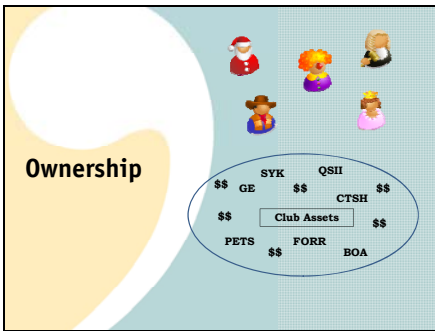 Ownership
SYK QSII
$$ GE $$ $$
CTSH
$$ Club Assets $$
PETS FORR
$$ BOA